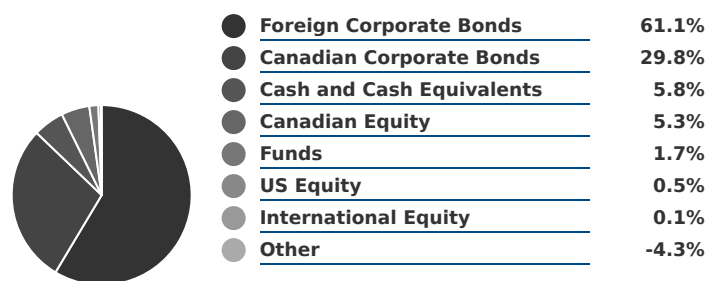 Foreign Corporate Bonds 61.1%
Canadian Corporate Bonds 29.8%
Cash and Cash Equivalents 5.8%
Canadian Equity 5.3%
Funds 1.7%
US Equity 0.5%
International Equity 0.1%
Other -4.3%